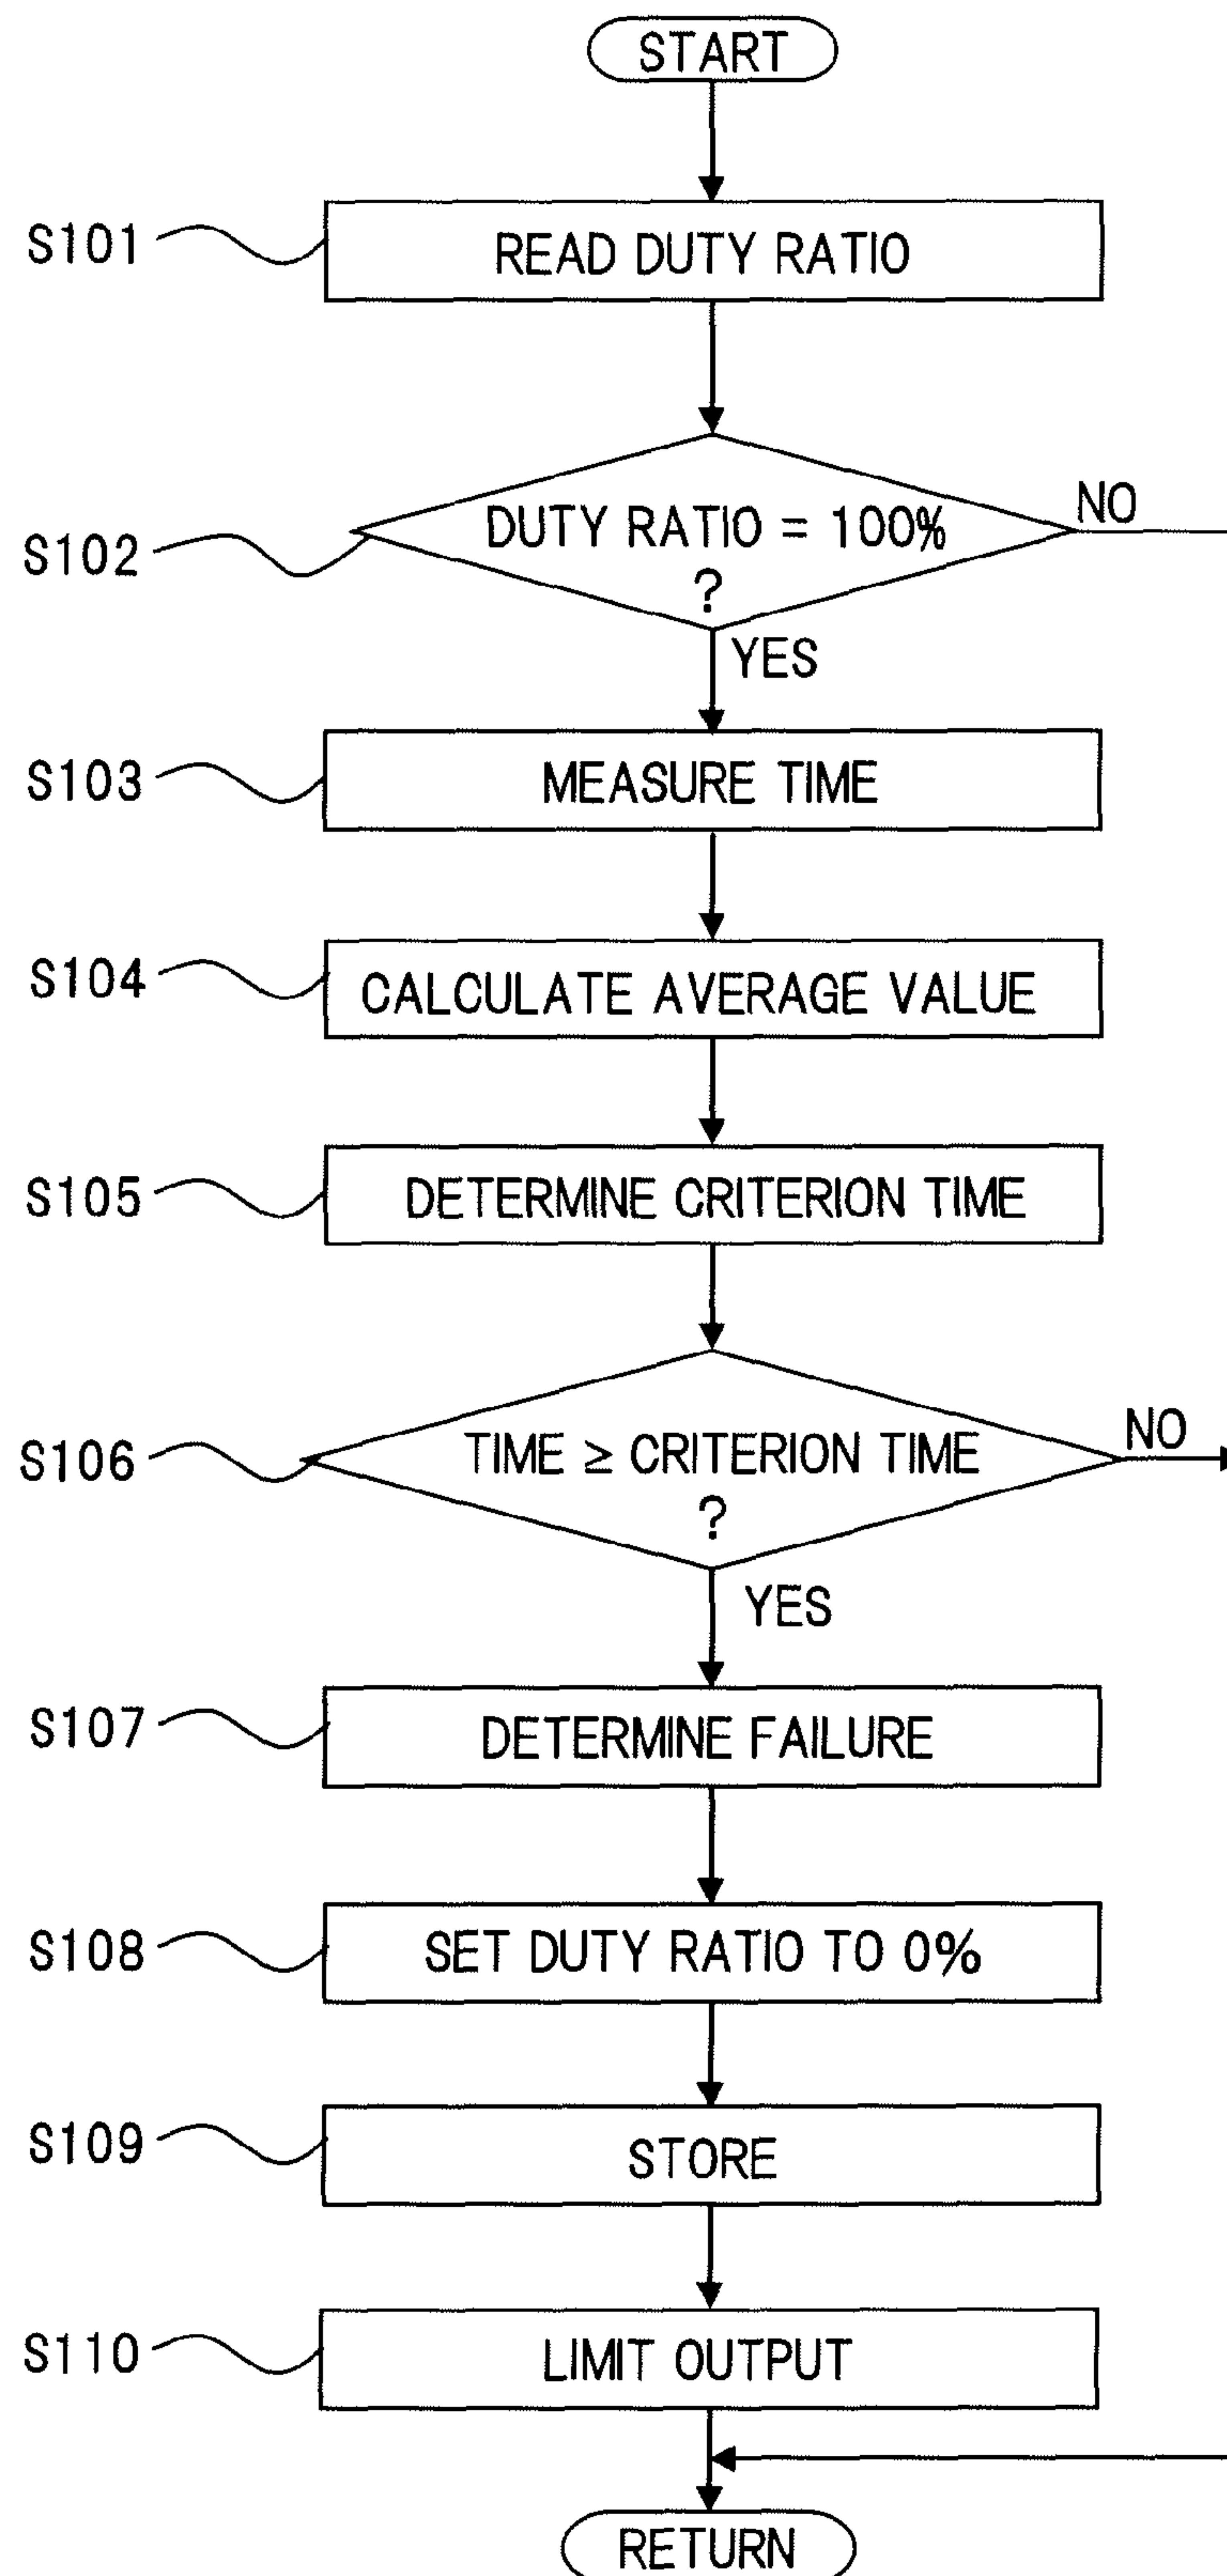 START
S101
READ DUTY RATIO
S102
DUTY RATIO = 100%
?
NO
YES
S103
MEASURE TIME
S104
CALCULATE AVERAGE VALUE
S105
DETERMINE CRITERION TIME
S106
TIME ≥ CRITERION TIME
?
NO
YES
S107
DETERMINE FAILURE
S108
SET DUTY RATIO TO 0%
S109
STORE
S110
LIMIT OUTPUT
RETURN